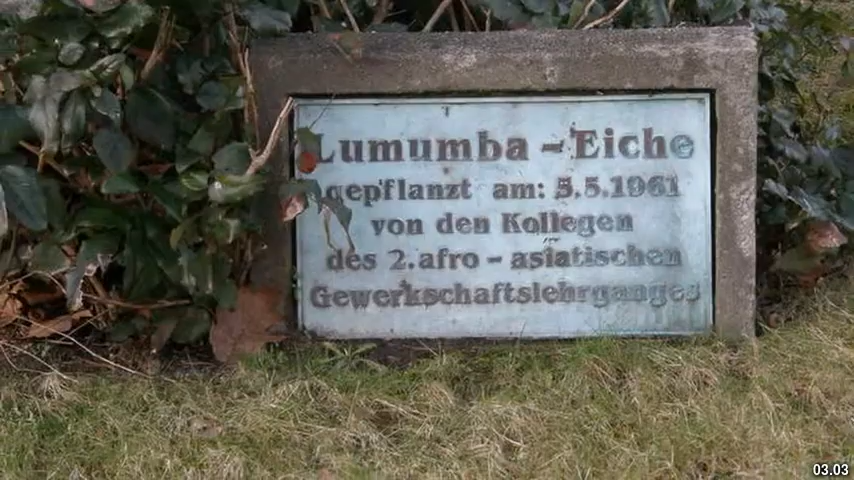 Lumumba - Eiche
gepflanzt am: 5.5.1961
von den Kollegen
des 2. afro - asiatischen
Gewerkschaftslehrganges
03.03